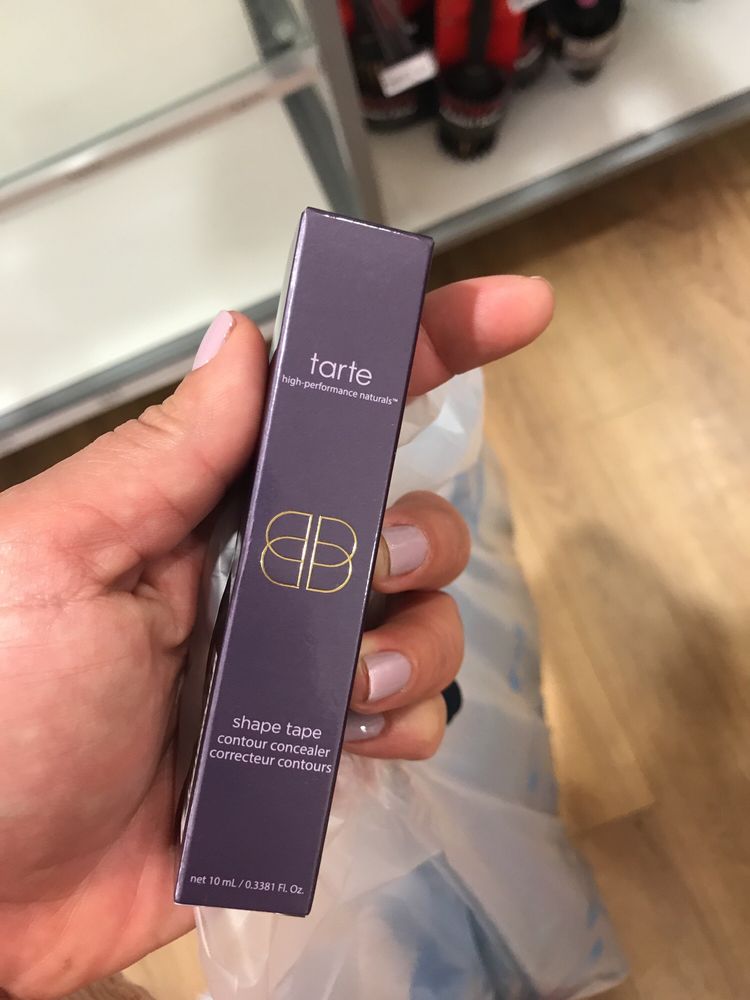 tarte
high-performance naturals™
shape tape
contour concealer
correcteur contours
net 10 mL / 0.3381 Fl. Oz.